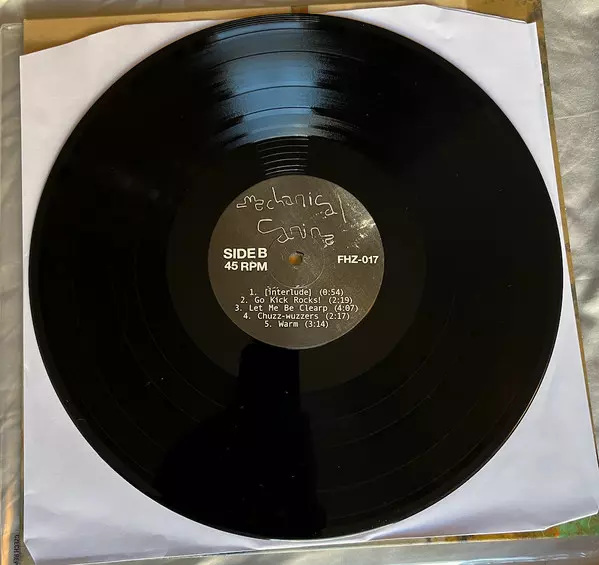 mechanical
canine
SIDE B
45 RPM
FHZ-017
1. [interlude] (0:54)
2. Go Kick Rocks! (2:19)
3. Let Me Be Clearp (4:07)
4. Chuzz-wuzzers (2:17)
5. Warm (3:14)